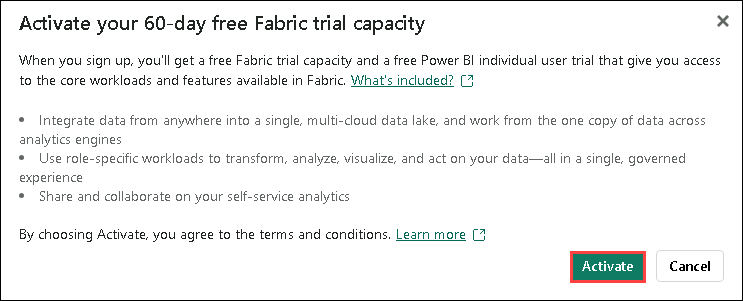 Activate your 60-day free Fabric trial capacity
When you sign up, you'll get a free Fabric trial capacity and a free Power BI individual user trial that give you access
to the core workloads and features available in Fabric. What's included?
• Integrate data from anywhere into a single, multi-cloud data lake, and work from the one copy of data across
analytics engines
• Use role-specific workloads to transform, analyze, visualize, and act on your data—all in a single, governed
experience
• Share and collaborate on your self-service analytics
By choosing Activate, you agree to the terms and conditions. Learn more
Activate Cancel